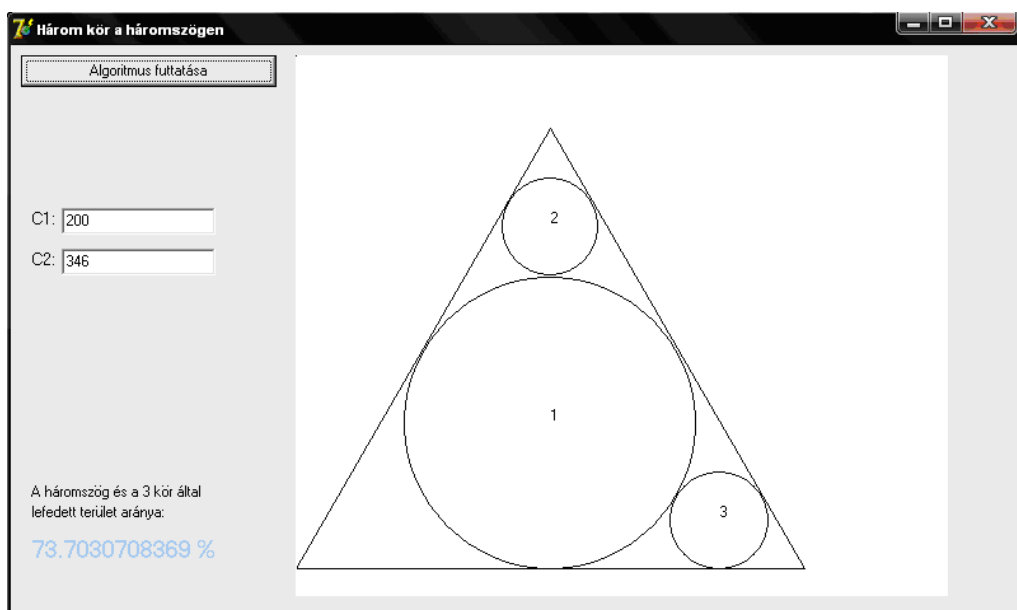 Három kör a háromszögen
Algoritmus futtatása
C1: 200
C2: 346
A háromszög és a 3 kör által
lefedett terület aránya:
73.7030708369 %
2
1
3